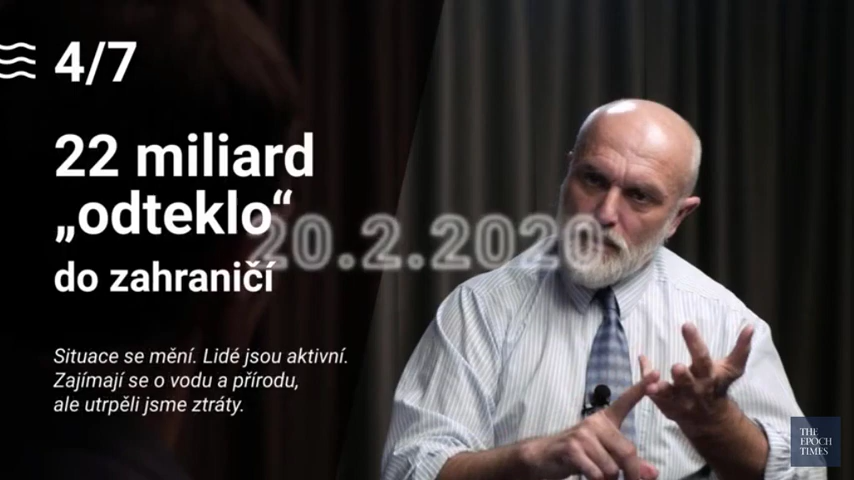 4/7
22 miliard
„odteklo“
20.2.2020
do zahraničí
Situace se mění. Lidé jsou aktivní.
Zajímají se o vodu a přírodu,
ale utrpěli jsme ztráty.
THE
EPOCH
TIMES